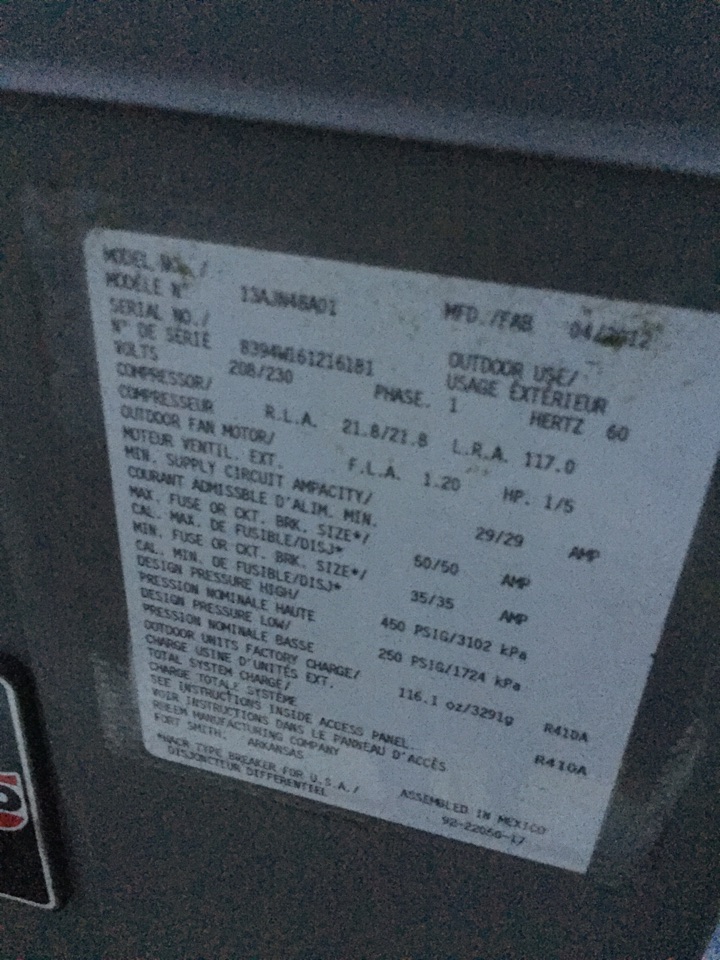 MODEL NO. /
MODÈLE N° 13AJN48A01 MFD./FAB 04/2012
SERIAL NO./ OUTDOOR USE/
N° DE SÉRIE 8394W161216181 USAGE EXTÉRIEUR
VOLTS 208/230 PHASE. 1 HERTZ 60
COMPRESSOR/
COMPRESSEUR R.L.A. 21.8/21.8 L.R.A. 117.0
OUTDOOR FAN MOTOR/
MOTEUR VENTIL. EXT. F.L.A. 1.20 HP. 1/5
MIN. SUPPLY CIRCUIT AMPACITY/
COURANT ADMISSBLE D'ALIM. MIN. 29/29 AMP
MAX. FUSE OR CKT. BRK. SIZE*/
CAL. MAX. DE FUSIBLE/DISJ* 50/50 AMP
MIN. FUSE OR CKT. BRK. SIZE*/
CAL. MIN. DE FUSIBLE/DISJ* 35/35 AMP
DESIGN PRESSURE HIGH/
PRESSION NOMINALE HAUTE 450 PSIG/3102 kPa
DESIGN PRESSURE LOW/
PRESSION NOMINALE BASSE 250 PSIG/1724 kPa
OUTDOOR UNITS FACTORY CHARGE/
CHARGE USINE D'UNITÉS EXT. 116.1 oz/3291g R410A
TOTAL SYSTEM CHARGE/
CHARGE TOTALE SYSTÈME R410A
SEE INSTRUCTIONS INSIDE ACCESS PANEL.
VOIR INSTRUCTIONS DANS LE PANNEAU D'ACCÈS
RHEEM MANUFACTURING COMPANY
FORT SMITH, ARKANSAS ASSEMBLED IN MEXICO
*HACR TYPE BREAKER FOR U.S.A./ 92-22050-17
DISJONCTEUR DIFFERENTIEL